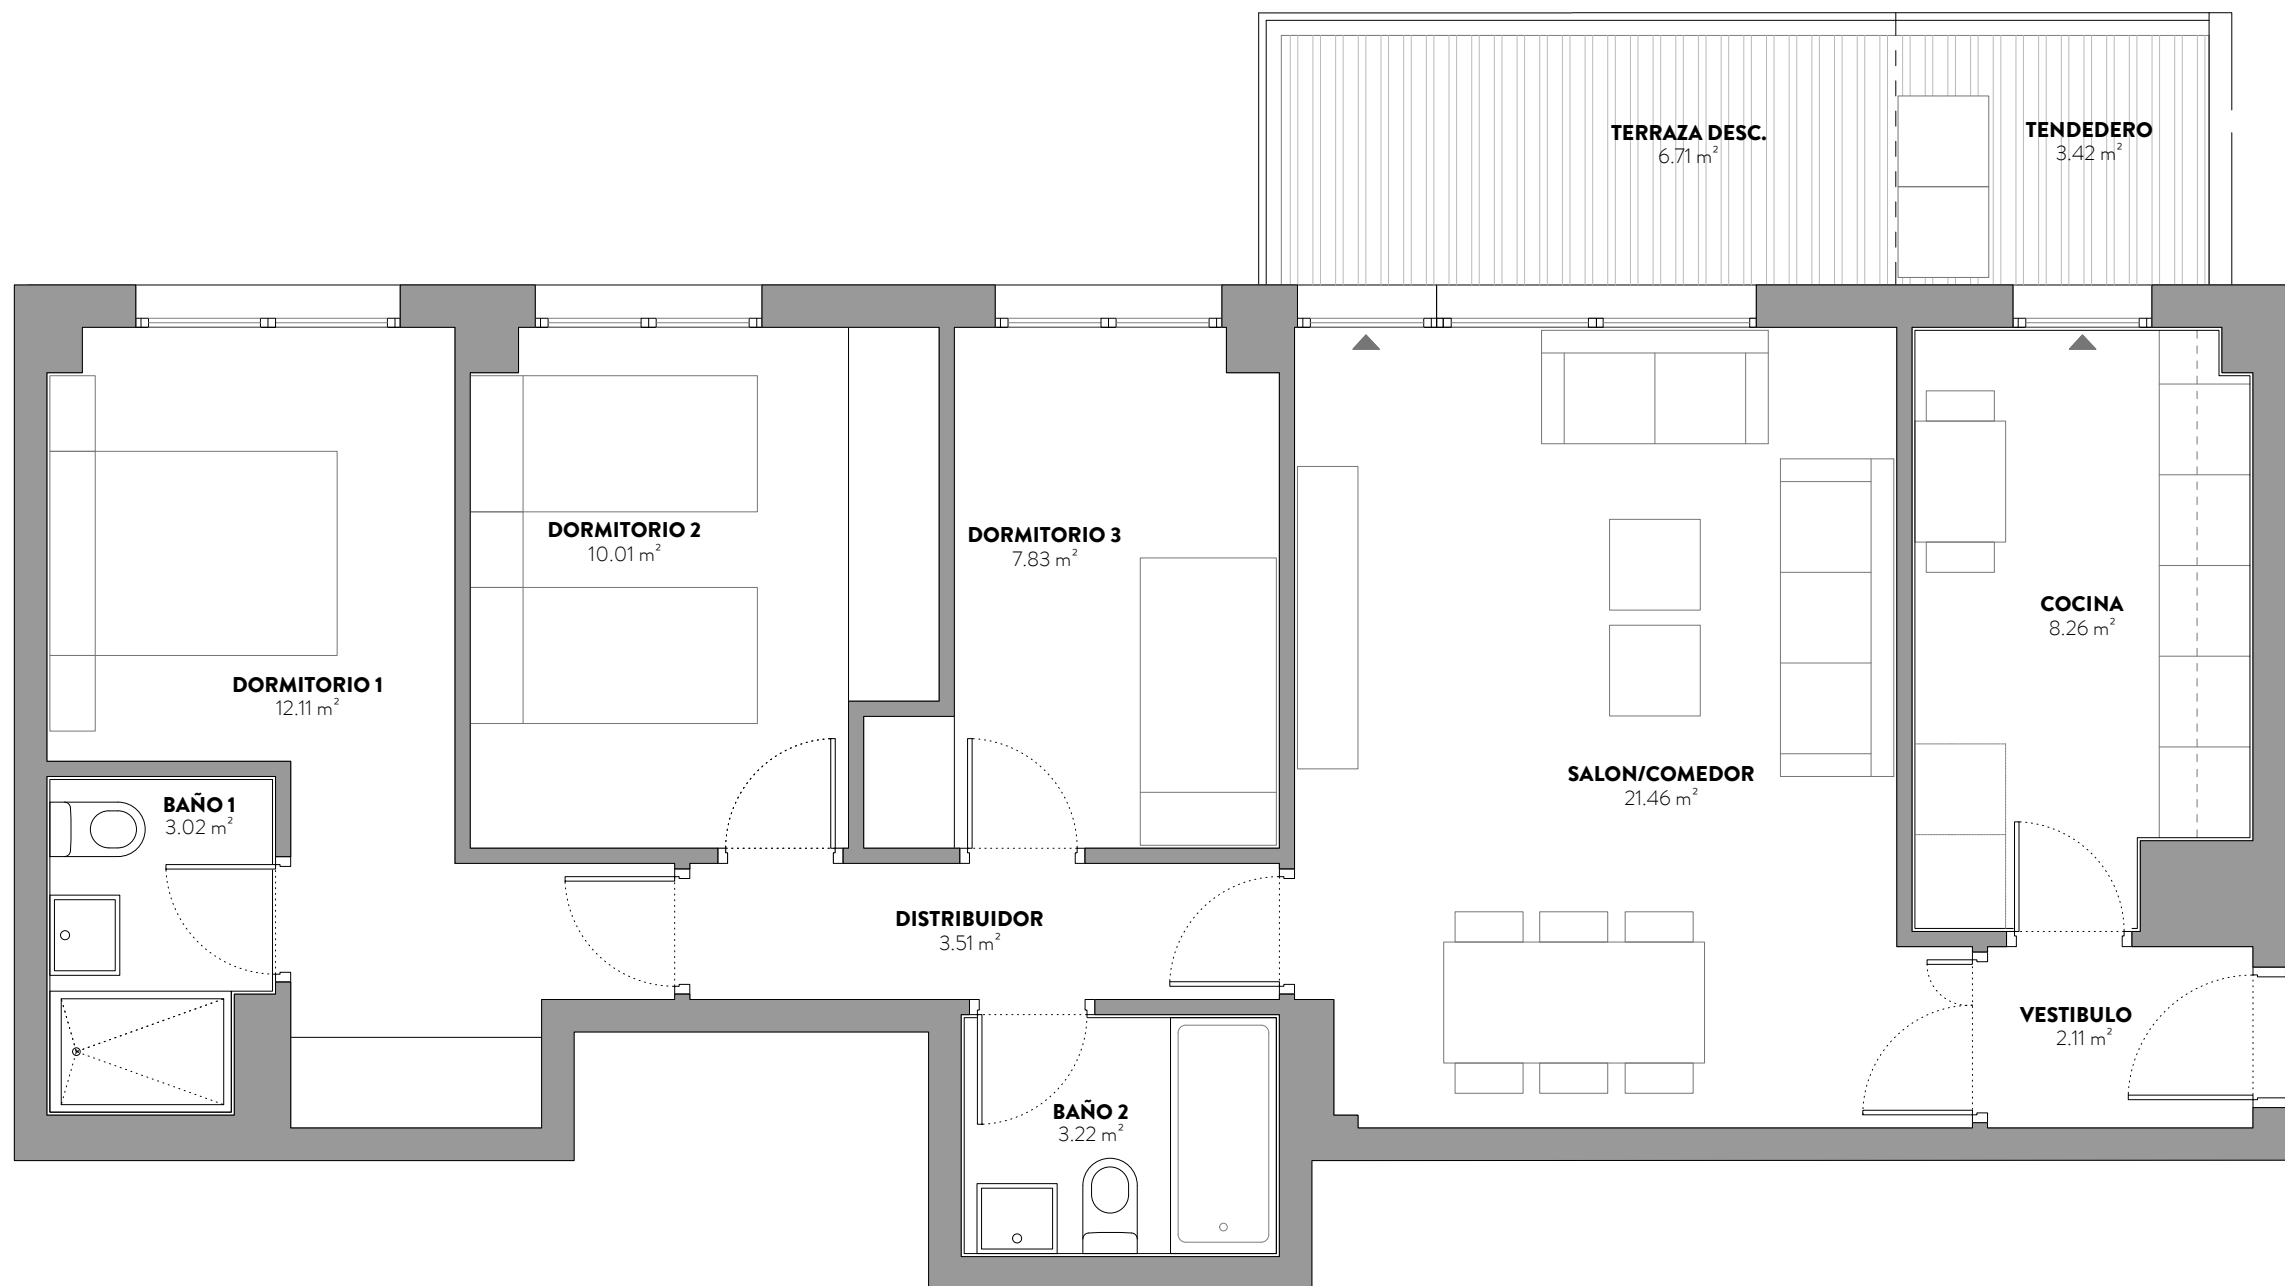 TERRAZA DESC.
6.71 m²
TENDEDERO
3.42 m²
DORMITORIO 2
10.01 m²
DORMITORIO 3
7.83 m²
COCINA
8.26 m²
DORMITORIO 1
12.11 m²
SALON/COMEDOR
21.46 m²
BAÑO 1
3.02 m²
DISTRIBUIDOR
3.51 m²
VESTIBULO
2.11 m²
BAÑO 2
3.22 m²